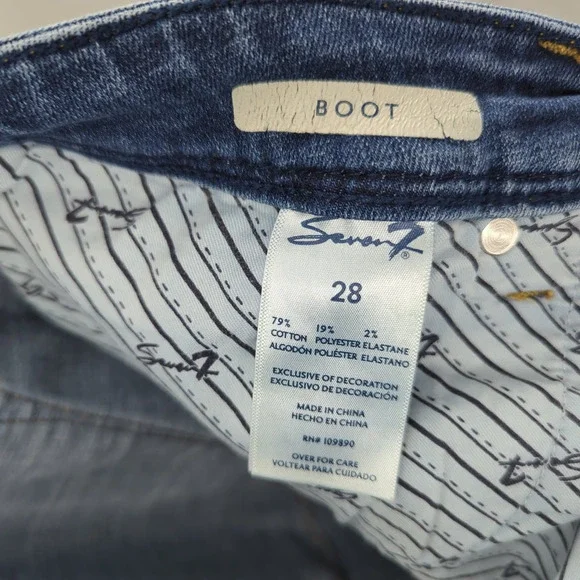 BOOT
Seven7®
28
79% 19% 2%
COTTON POLYESTER ELASTANE
ALGODÓN POLIÉSTER ELASTANO
EXCLUSIVE OF DECORATION
EXCLUSIVO DE DECORACIÓN
MADE IN CHINA
HECHO EN CHINA
RN# 109890
OVER FOR CARE
VOLTEAR PARA CUIDADO
Seven7